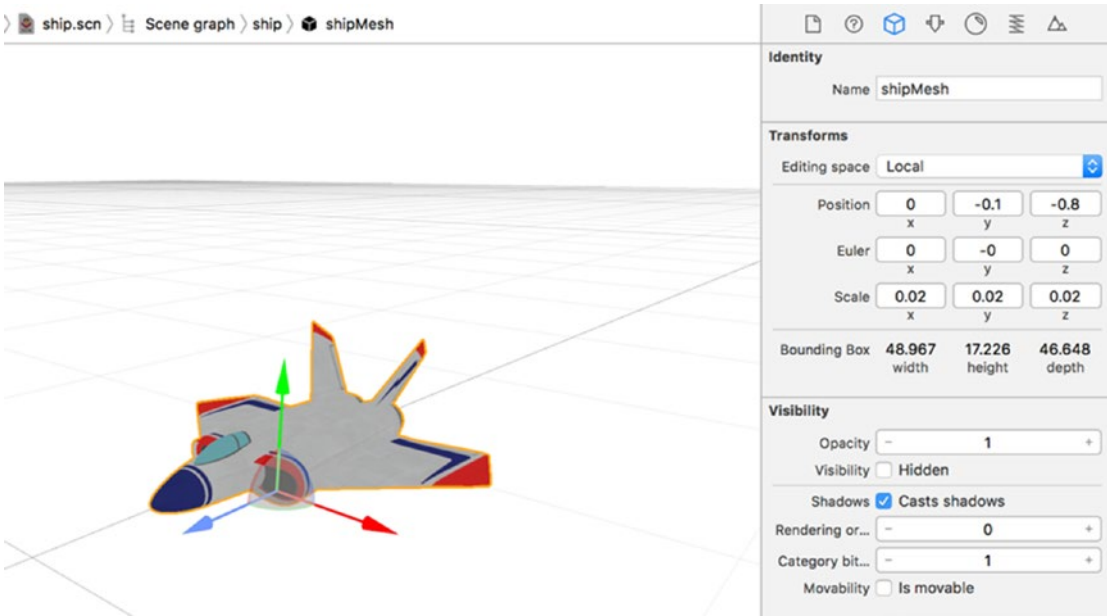 ship.scn Scene graph ship shipMesh
Identity
Name shipMesh
Transforms
Editing space Local
Position 0 -0.1 -0.8
x y z
Euler 0 -0 0
x y z
Scale 0.02 0.02 0.02
x y z
Bounding Box 48.967 17.226 46.648
width height depth
Visibility
Opacity − 1 +
Visibility Hidden
Shadows Casts shadows
Rendering or... − 0 +
Category bit... − 1 +
Movability Is movable